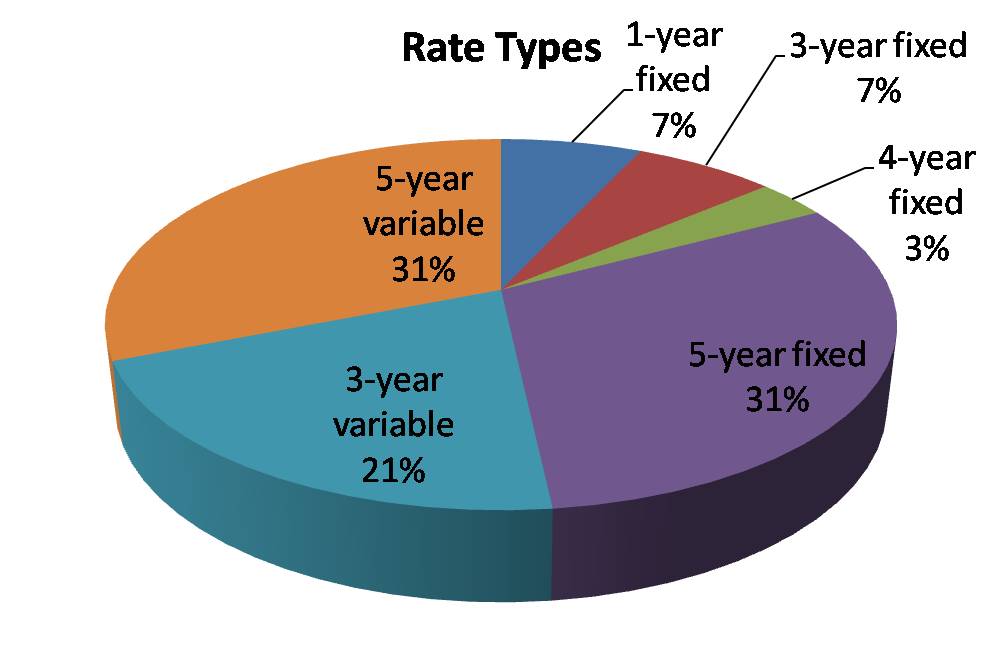 Rate Types
1-year
fixed
7%
3-year fixed
7%
4-year
fixed
3%
5-year fixed
31%
3-year
variable
21%
5-year
variable
31%